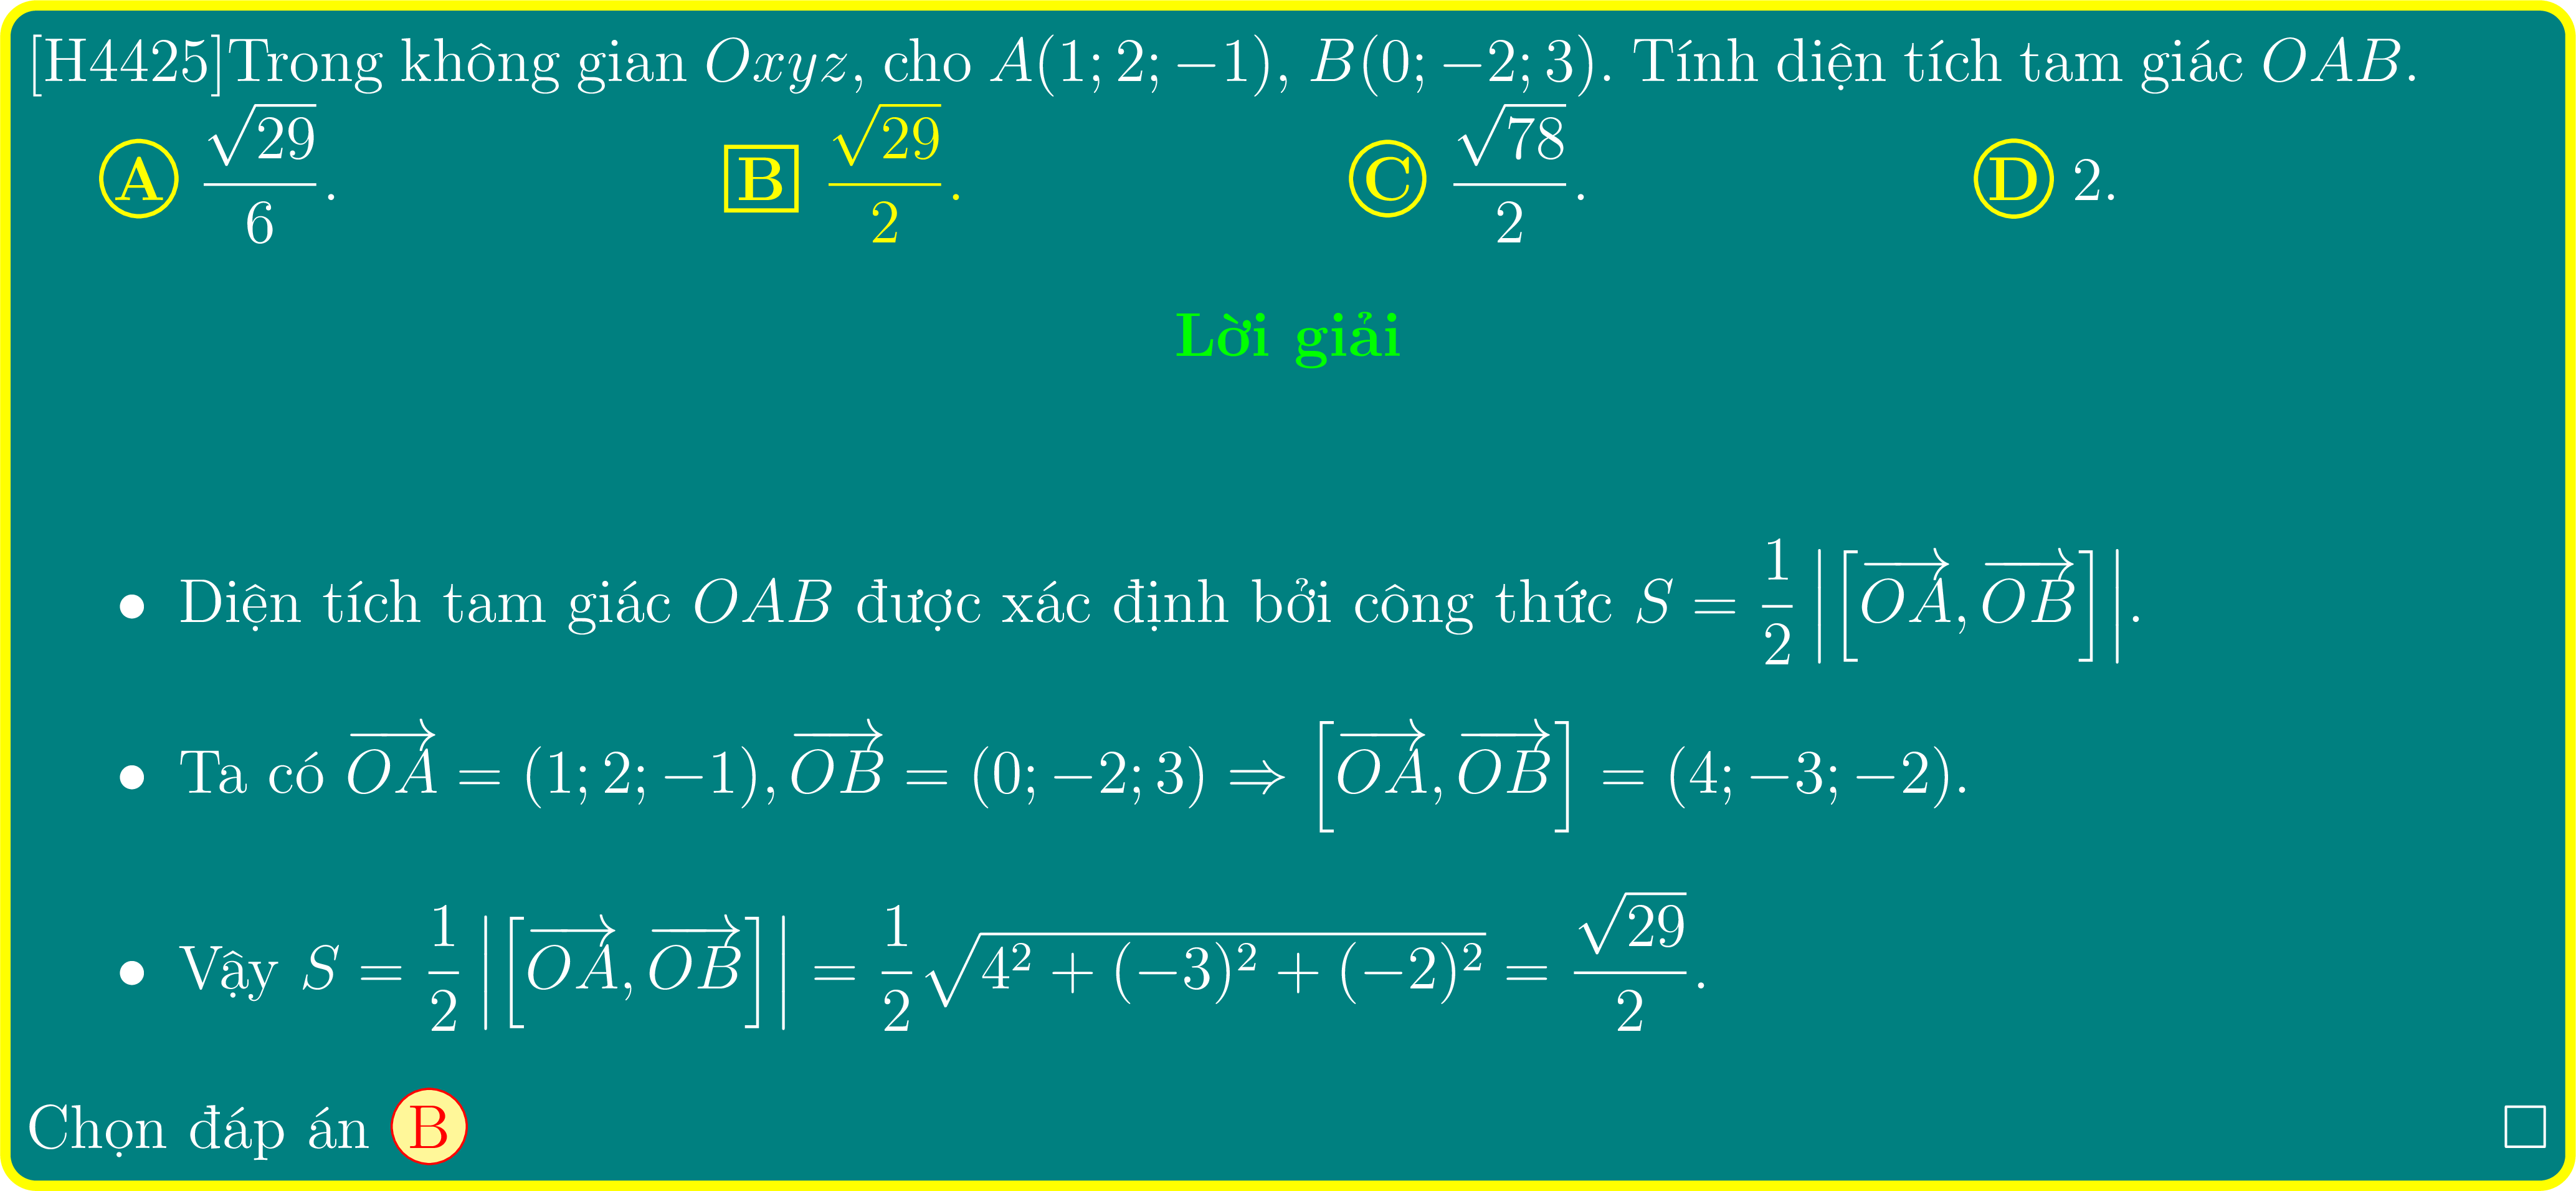 [H4425]Trong không gian $Oxyz$, cho $A(1; 2; -1)$, $B(0; -2; 3)$. Tính diện tích tam giác $OAB$.
A $\frac{\sqrt{29}}{6}$. B $\frac{\sqrt{29}}{2}$. C $\frac{\sqrt{78}}{2}$. D 2.
Lời giải
• Diện tích tam giác $OAB$ được xác định bởi công thức $S = \frac{1}{2} \left| \left[ \overrightarrow{OA}, \overrightarrow{OB} \right] \right|$.
• Ta có $\overrightarrow{OA} = (1; 2; -1), \overrightarrow{OB} = (0; -2; 3) \Rightarrow \left[ \overrightarrow{OA}, \overrightarrow{OB} \right] = (4; -3; -2)$.
• Vậy $S = \frac{1}{2} \left| \left[ \overrightarrow{OA}, \overrightarrow{OB} \right] \right| = \frac{1}{2} \sqrt{4^2 + (-3)^2 + (-2)^2} = \frac{\sqrt{29}}{2}$.
Chọn đáp án B □